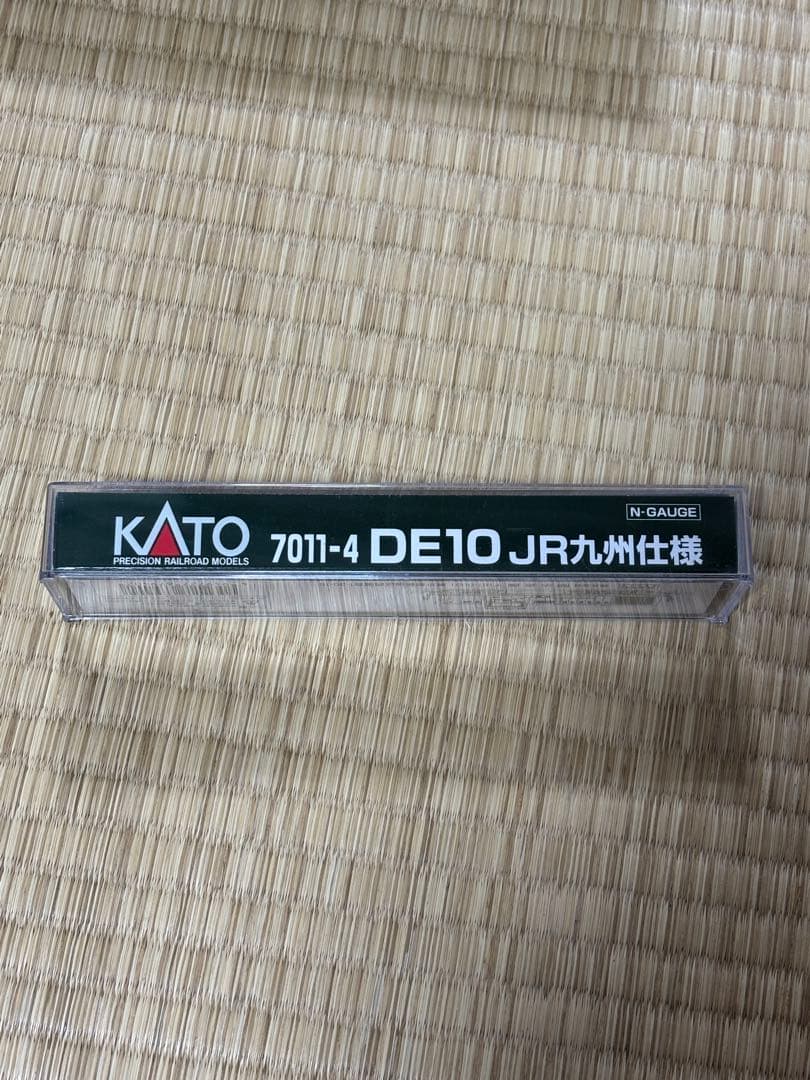 N-GAUGE
KATO 7011-4 DE10 JR九州仕様
PRECISION RAILROAD MODELS